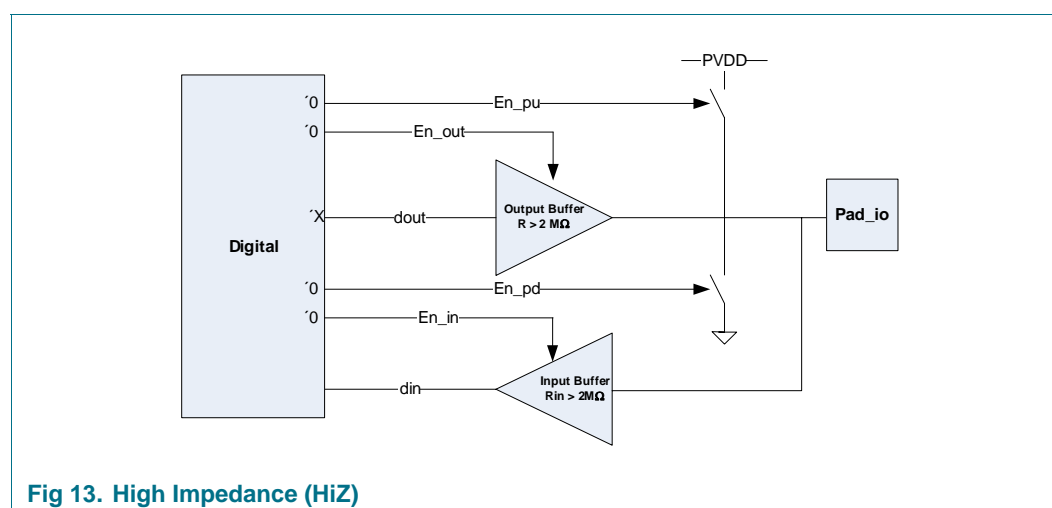 PVDD
´0
En_pu
´0
En_out
´X
dout
Output Buffer
R > 2 MΩ
Pad_io
Digital
´0
En_pd
´0
En_in
din
Input Buffer
Rin > 2MΩ
Fig 13. High Impedance (HiZ)